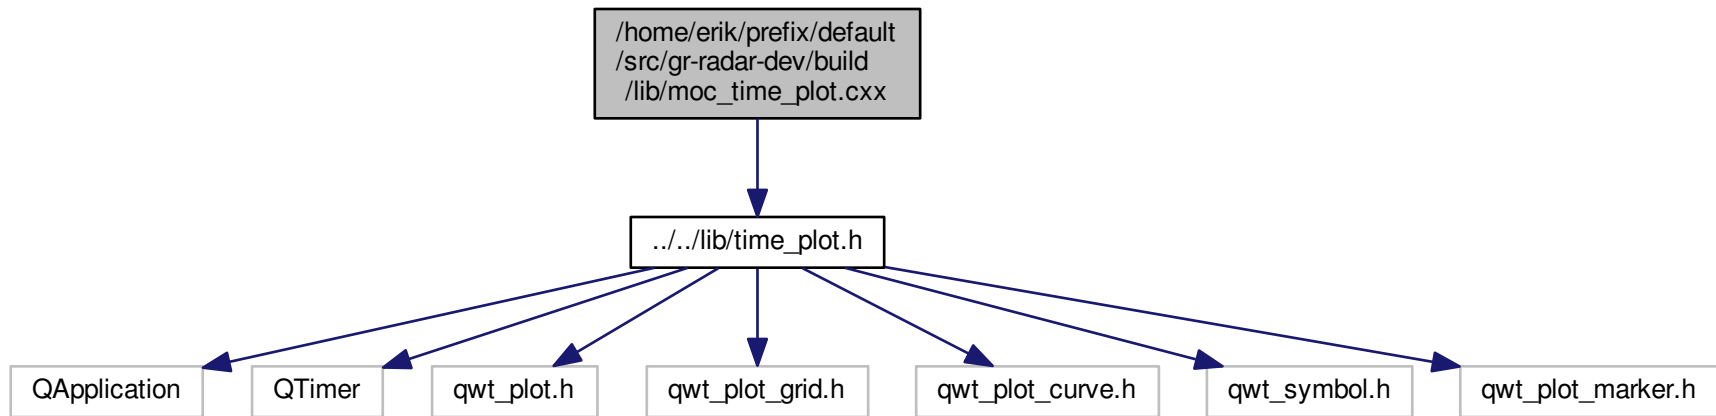 /home/erik/prefix/default
/src/gr-radar-dev/build
/lib/moc_time_plot.cxx
../../lib/time_plot.h
QApplication
QTimer
qwt_plot.h
qwt_plot_grid.h
qwt_plot_curve.h
qwt_symbol.h
qwt_plot_marker.h